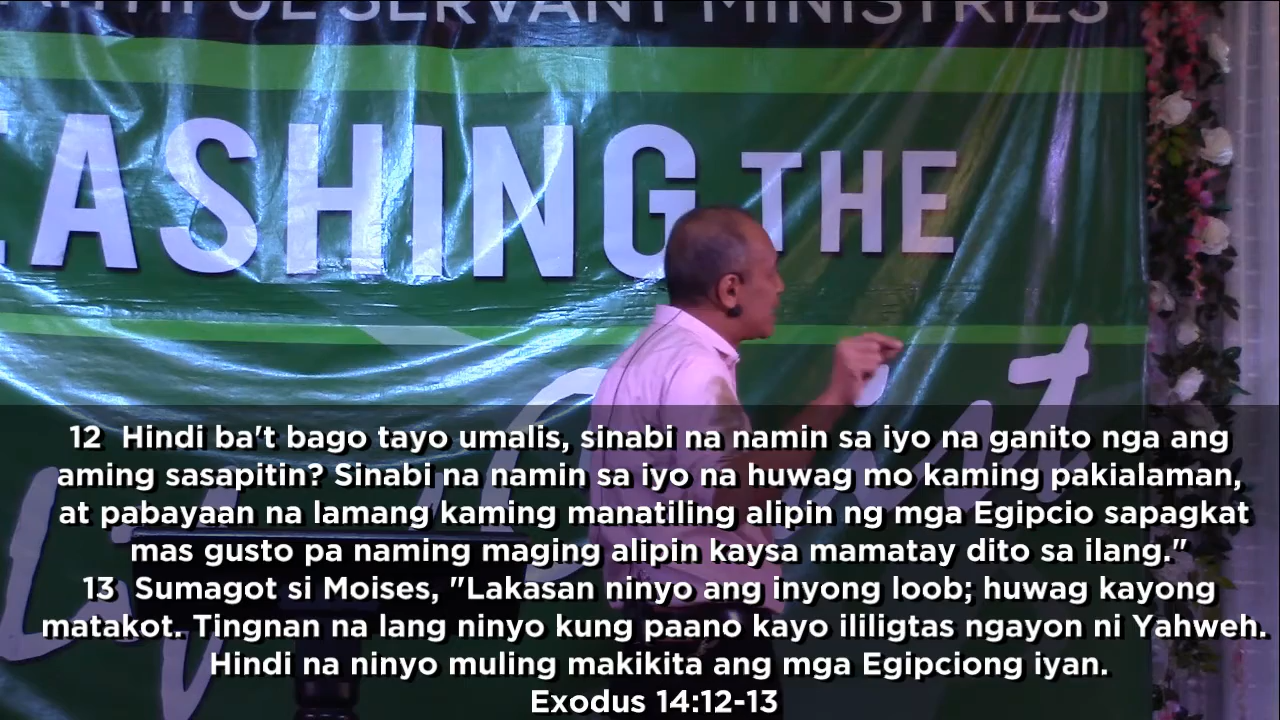 SERVANT MINISTRIES
THE
12 Hindi ba't bago tayo umalis, sinabi na namin sa iyo na ganito nga ang
aming sasapitin? Sinabi na namin sa iyo na huwag mo kaming pakialaman,
at pabayaan na lamang kaming manatiling alipin ng mga Egipcio sapagkat
mas gusto pa naming maging alipin kaysa mamatay dito sa ilang."
13 Sumagot si Moises, "Lakasan ninyo ang inyong loob; huwag kayong
matakot. Tingnan na lang ninyo kung paano kayo ililigtas ngayon ni Yahweh.
Hindi na ninyo muling makikita ang mga Egipciong iyan.
Exodus 14:12-13